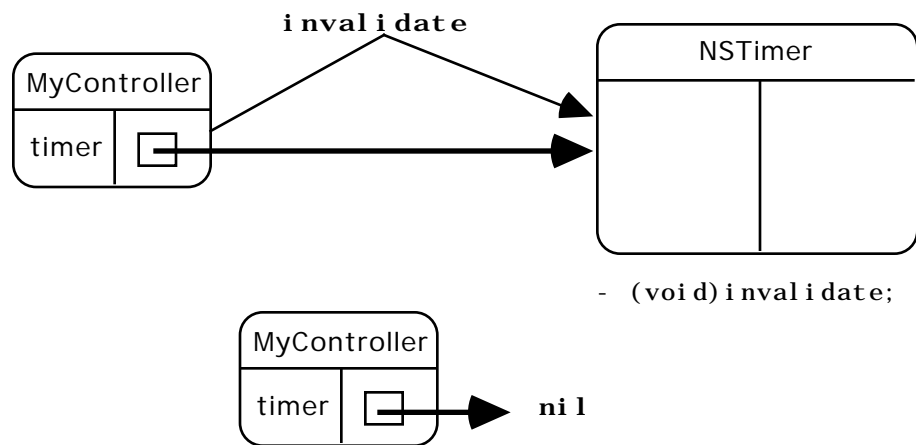 invalidate
NSTimer
MyController
timer
- (void)invalidate;
MyController
timer
nil